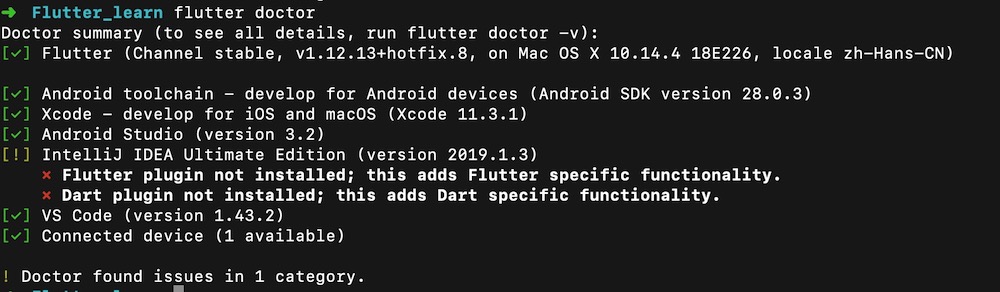 ➜ Flutter_learn flutter doctor
Doctor summary (to see all details, run flutter doctor -v):
[✓] Flutter (Channel stable, v1.12.13+hotfix.8, on Mac OS X 10.14.4 18E226, locale zh-Hans-CN)
[✓] Android toolchain - develop for Android devices (Android SDK version 28.0.3)
[✓] Xcode - develop for iOS and macOS (Xcode 11.3.1)
[✓] Android Studio (version 3.2)
[!] IntelliJ IDEA Ultimate Edition (version 2019.1.3)
✗ Flutter plugin not installed; this adds Flutter specific functionality.
✗ Dart plugin not installed; this adds Dart specific functionality.
[✓] VS Code (version 1.43.2)
[✓] Connected device (1 available)
! Doctor found issues in 1 category.